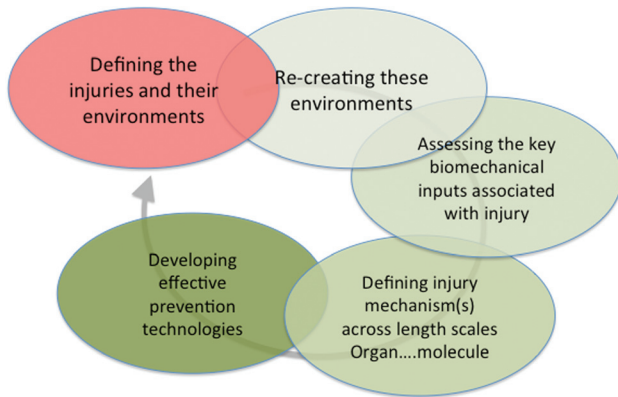 Defining the
injuries and their
environments
Re-creating these
environments
Assessing the key
biomechanical
inputs associated
with injury
Defining injury
mechanism(s)
across length scales
Organ....molecule
Developing
effective
prevention
technologies